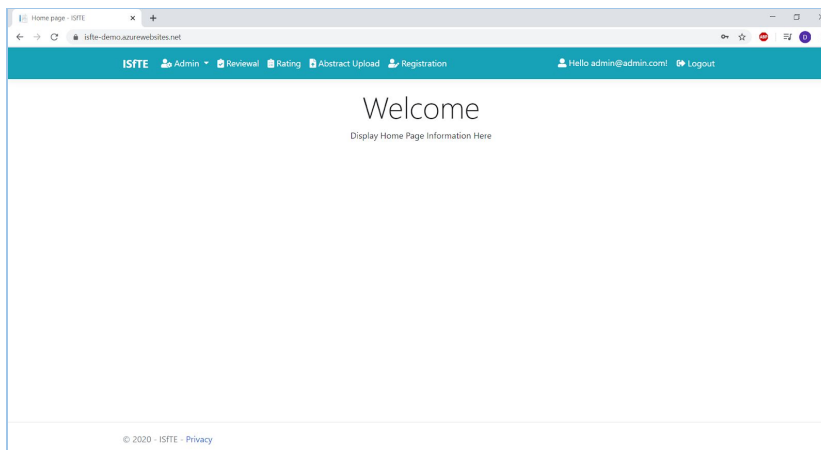 Home page - ISfTE
isfte-demo.azurewebsites.net
ISfTE Admin Reviewal Rating Abstract Upload Registration Hello admin@admin.com! Logout
Welcome
Display Home Page Information Here
© 2020 - ISfTE - Privacy